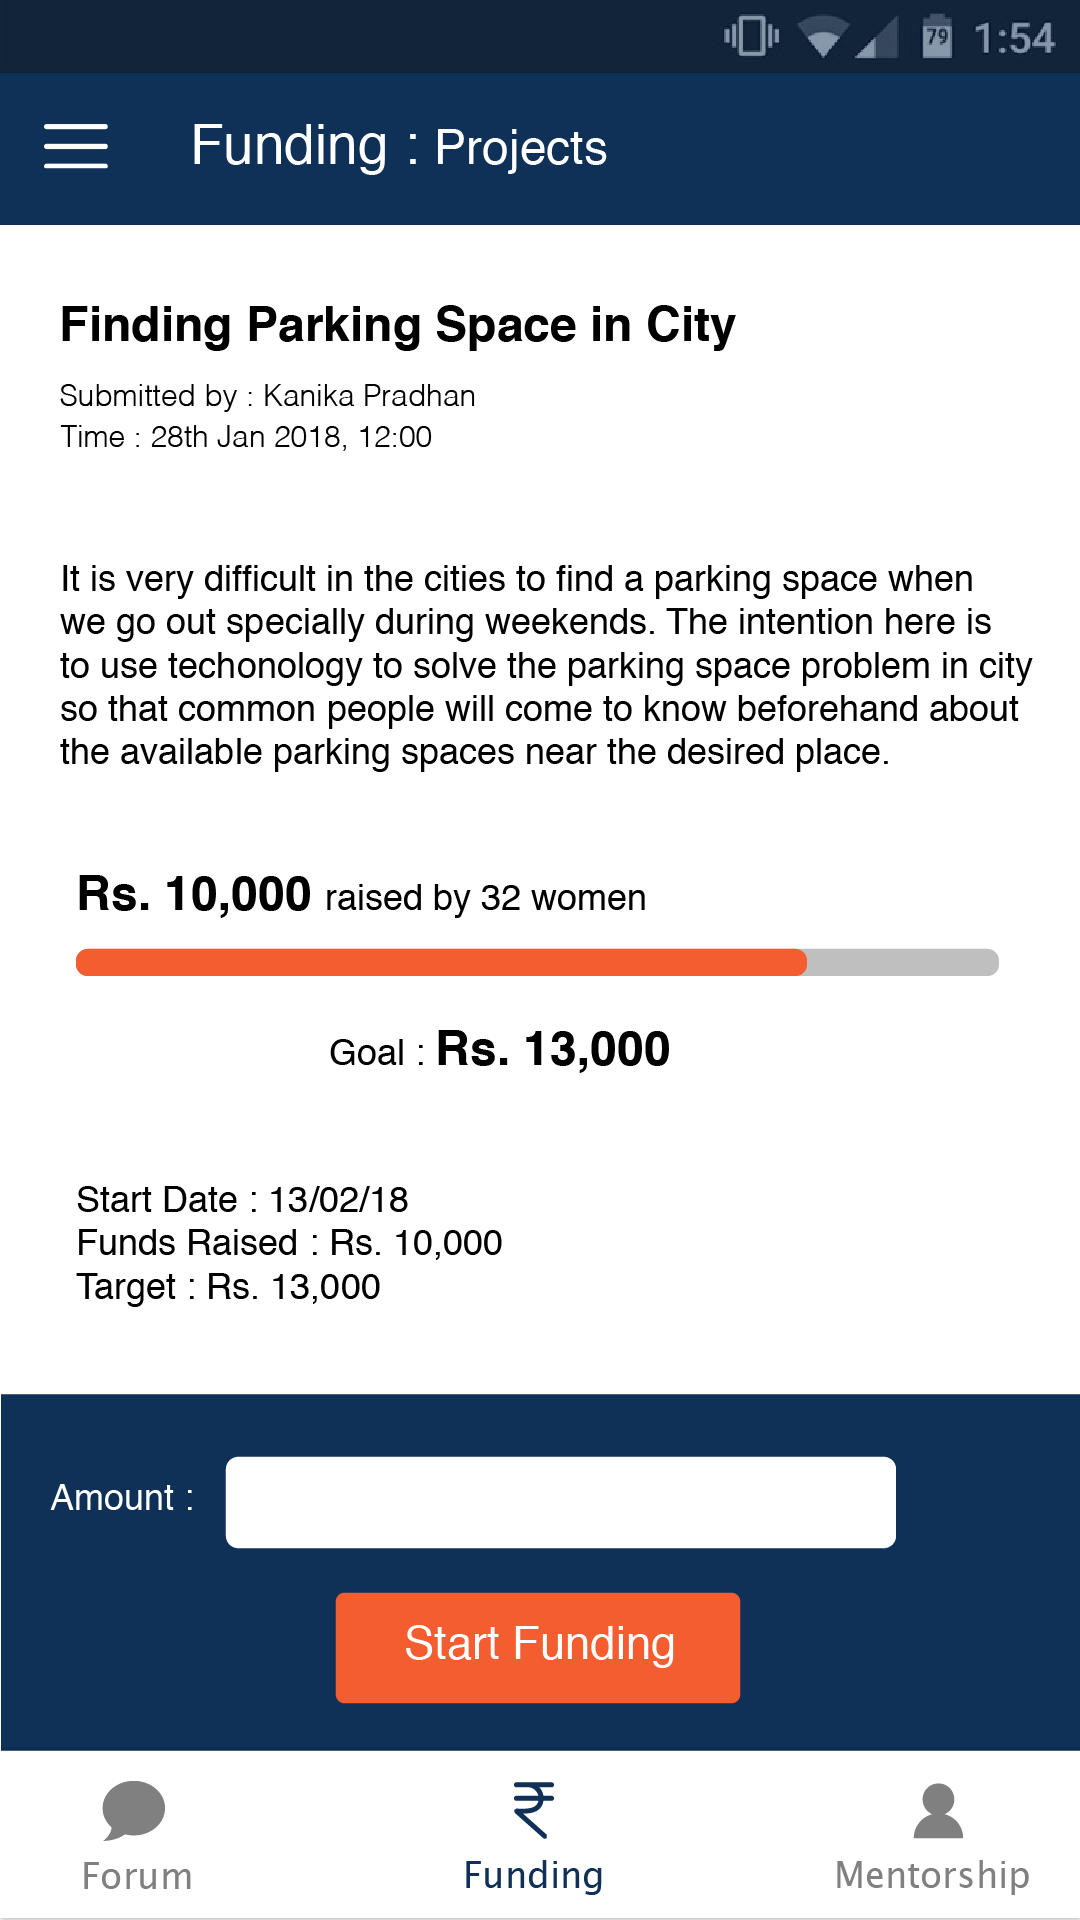 79 1:54
Funding : Projects
Finding Parking Space in City
Submitted by : Kanika Pradhan
Time : 28th Jan 2018, 12:00
It is very difficult in the cities to find a parking space when
we go out specially during weekends. The intention here is
to use techonology to solve the parking space problem in city
so that common people will come to know beforehand about
the available parking spaces near the desired place.
Rs. 10,000 raised by 32 women
Goal : Rs. 13,000
Start Date : 13/02/18
Funds Raised : Rs. 10,000
Target : Rs. 13,000
Amount :
Start Funding
Forum Funding Mentorship